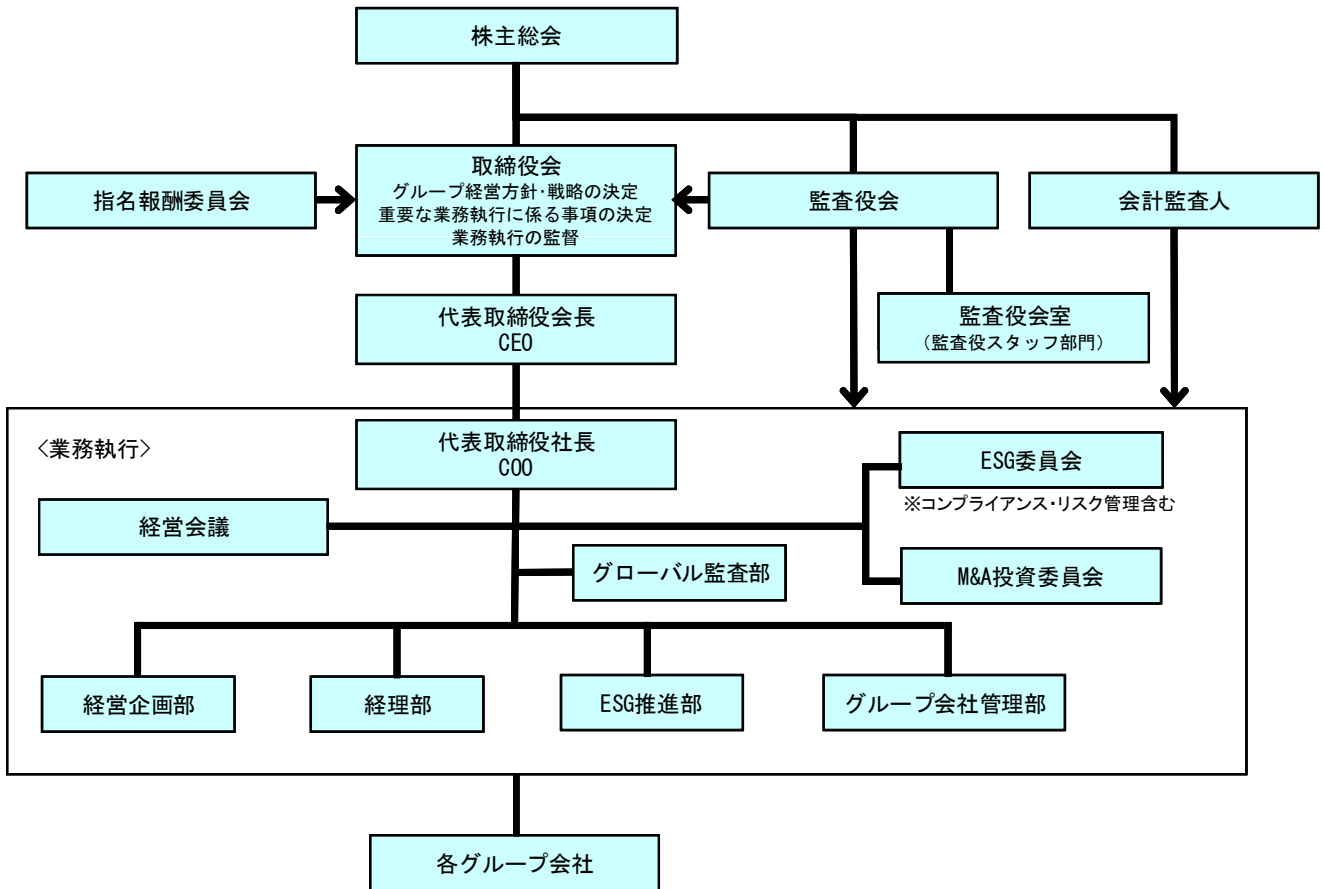 株主総会
取締役会
グループ経営方針・戦略の決定
重要な業務執行に係る事項の決定
業務執行の監督
指名報酬委員会
監査役会
会計監査人
監査役会室
（監査役スタッフ部門）
代表取締役会長
CEO
〈業務執行〉
代表取締役社長
COO
ESG委員会
※コンプライアンス・リスク管理含む
経営会議
グローバル監査部
M&A投資委員会
経営企画部
経理部
ESG推進部
グループ会社管理部
各グループ会社